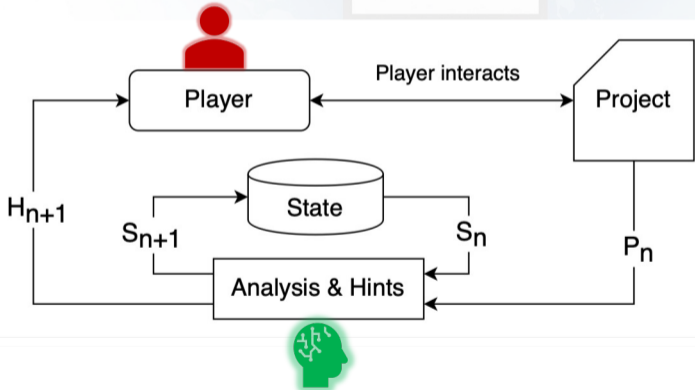 Player interacts
Player
Project
Hn+1
State
Sn+1
Sn
Pn
Analysis & Hints